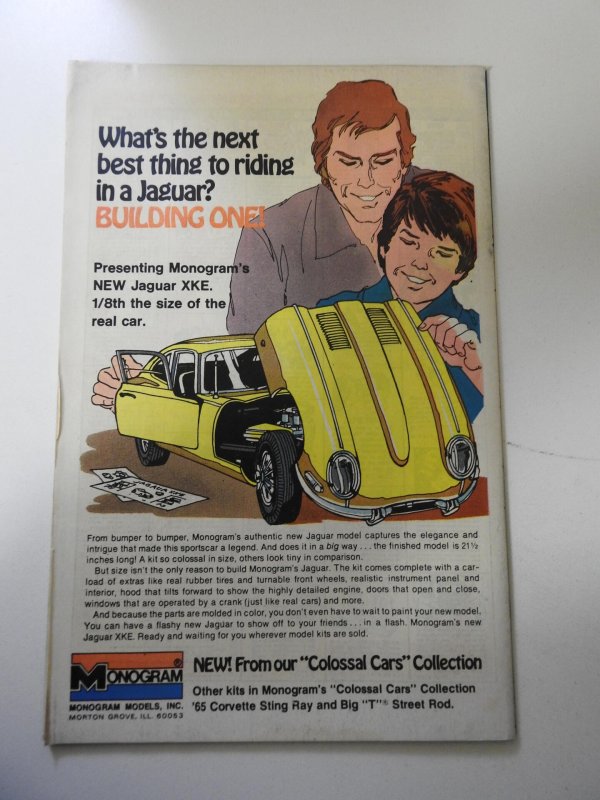 What's the next
best thing to riding
in a Jaguar?
BUILDING ONE!
Presenting Monogram's
NEW Jaguar XKE.
1/8th the size of the
real car.
From bumper to bumper, Monogram's authentic new Jaguar model captures the elegance and
intrigue that made this sportscar a legend. And does it in a big way . . . the finished model is 21½
inches long! A kit so colossal in size, others look tiny in comparison.
But size isn't the only reason to build Monogram's Jaguar. The kit comes complete with a car-
load of extras like real rubber tires and turnable front wheels, realistic instrument panel and
interior, hood that tilts forward to show the highly detailed engine, doors that open and close,
windows that are operated by a crank (just like real cars) and more.
And because the parts are molded in color, you don't even have to wait to paint your new model.
You can have a flashy new Jaguar to show off to your friends . . . in a flash. Monogram's new
Jaguar XKE. Ready and waiting for you wherever model kits are sold.
MONOGRAM®
MONOGRAM MODELS, INC.
MORTON GROVE, ILL. 60053
NEW! From our "Colossal Cars" Collection
Other kits in Monogram's "Colossal Cars" Collection
'65 Corvette Sting Ray and Big "T"® Street Rod.